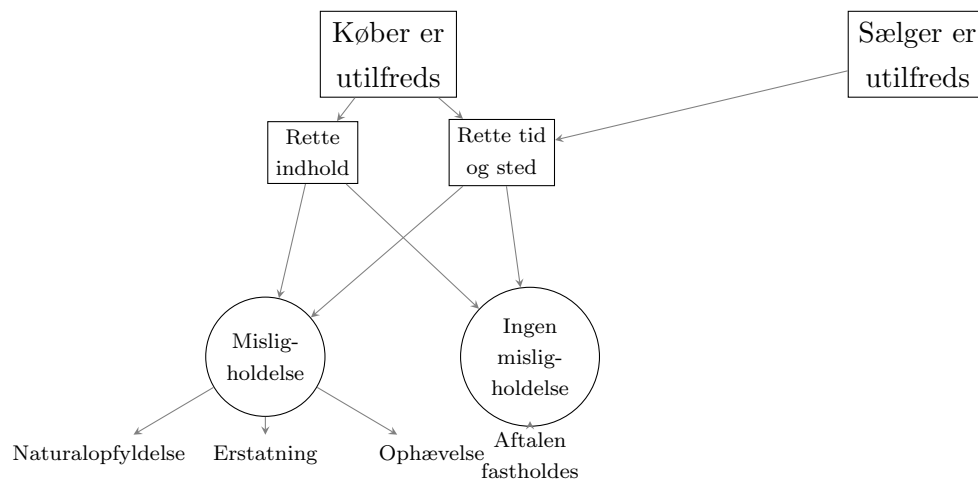 Køber er
utilfreds
Sælger er
utilfreds
Rette
indhold
Rette tid
og sted
Mislig-
holdelse
Ingen
mislig-
holdelse
Naturalopfyldelse
Erstatning
Ophævelse
Aftalen
fastholdes